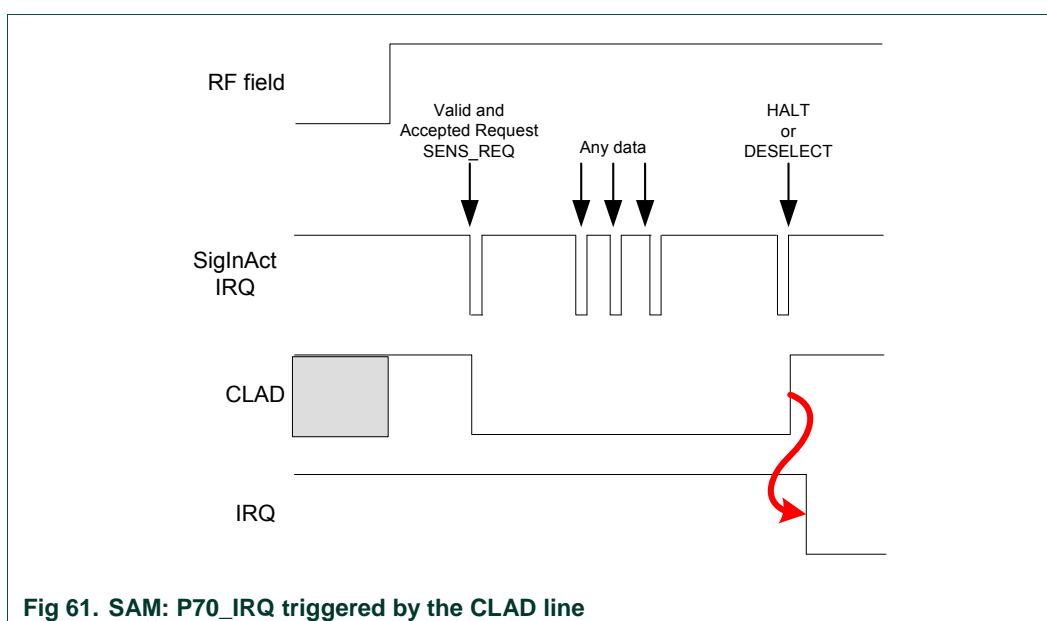 RF field
Valid and
Accepted Request
SENS_REQ
Any data
HALT
or
DESELECT
SigInAct
IRQ
CLAD
IRQ
Fig 61. SAM: P70_IRQ triggered by the CLAD line